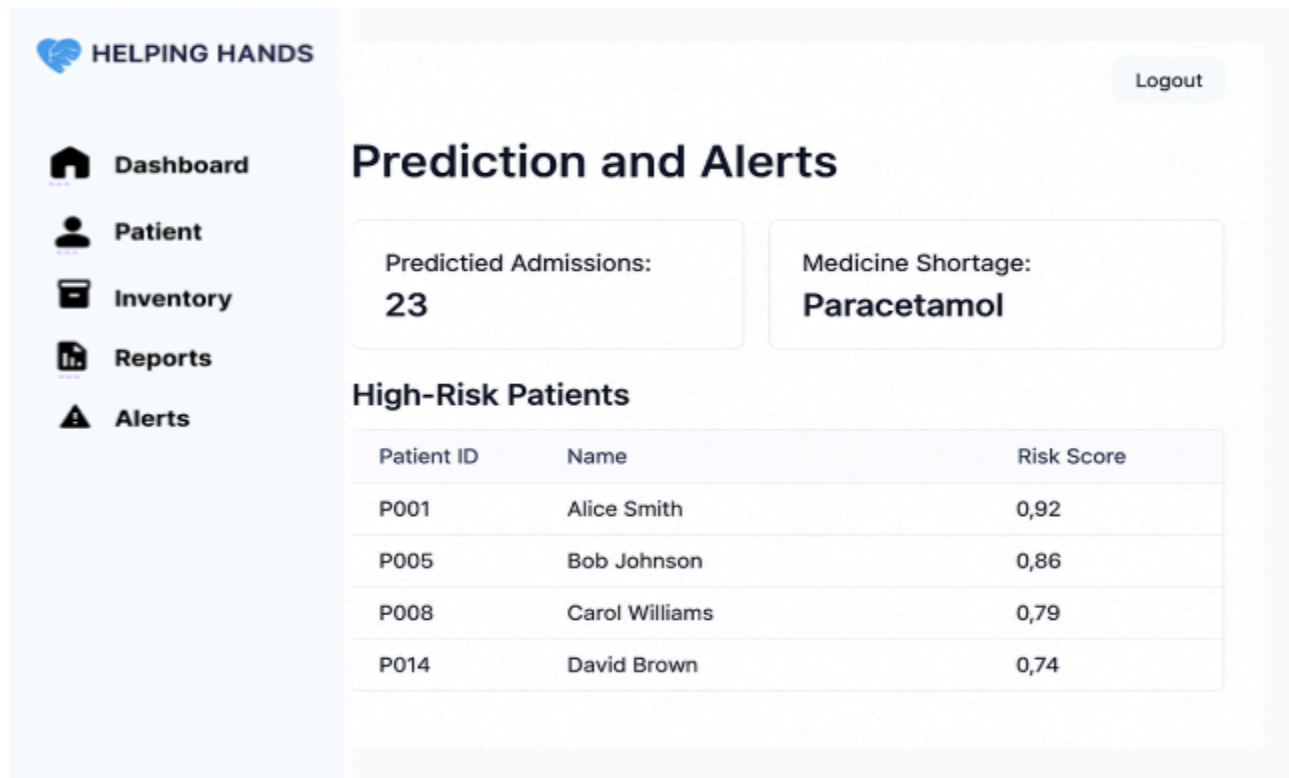 HELPING HANDS
Dashboard
Patient
Inventory
Reports
Alerts
Logout
Prediction and Alerts
Predictied Admissions:
23
Medicine Shortage:
Paracetamol
High-Risk Patients
Patient ID Name Risk Score
P001 Alice Smith 0,92
P005 Bob Johnson 0,86
P008 Carol Williams 0,79
P014 David Brown 0,74